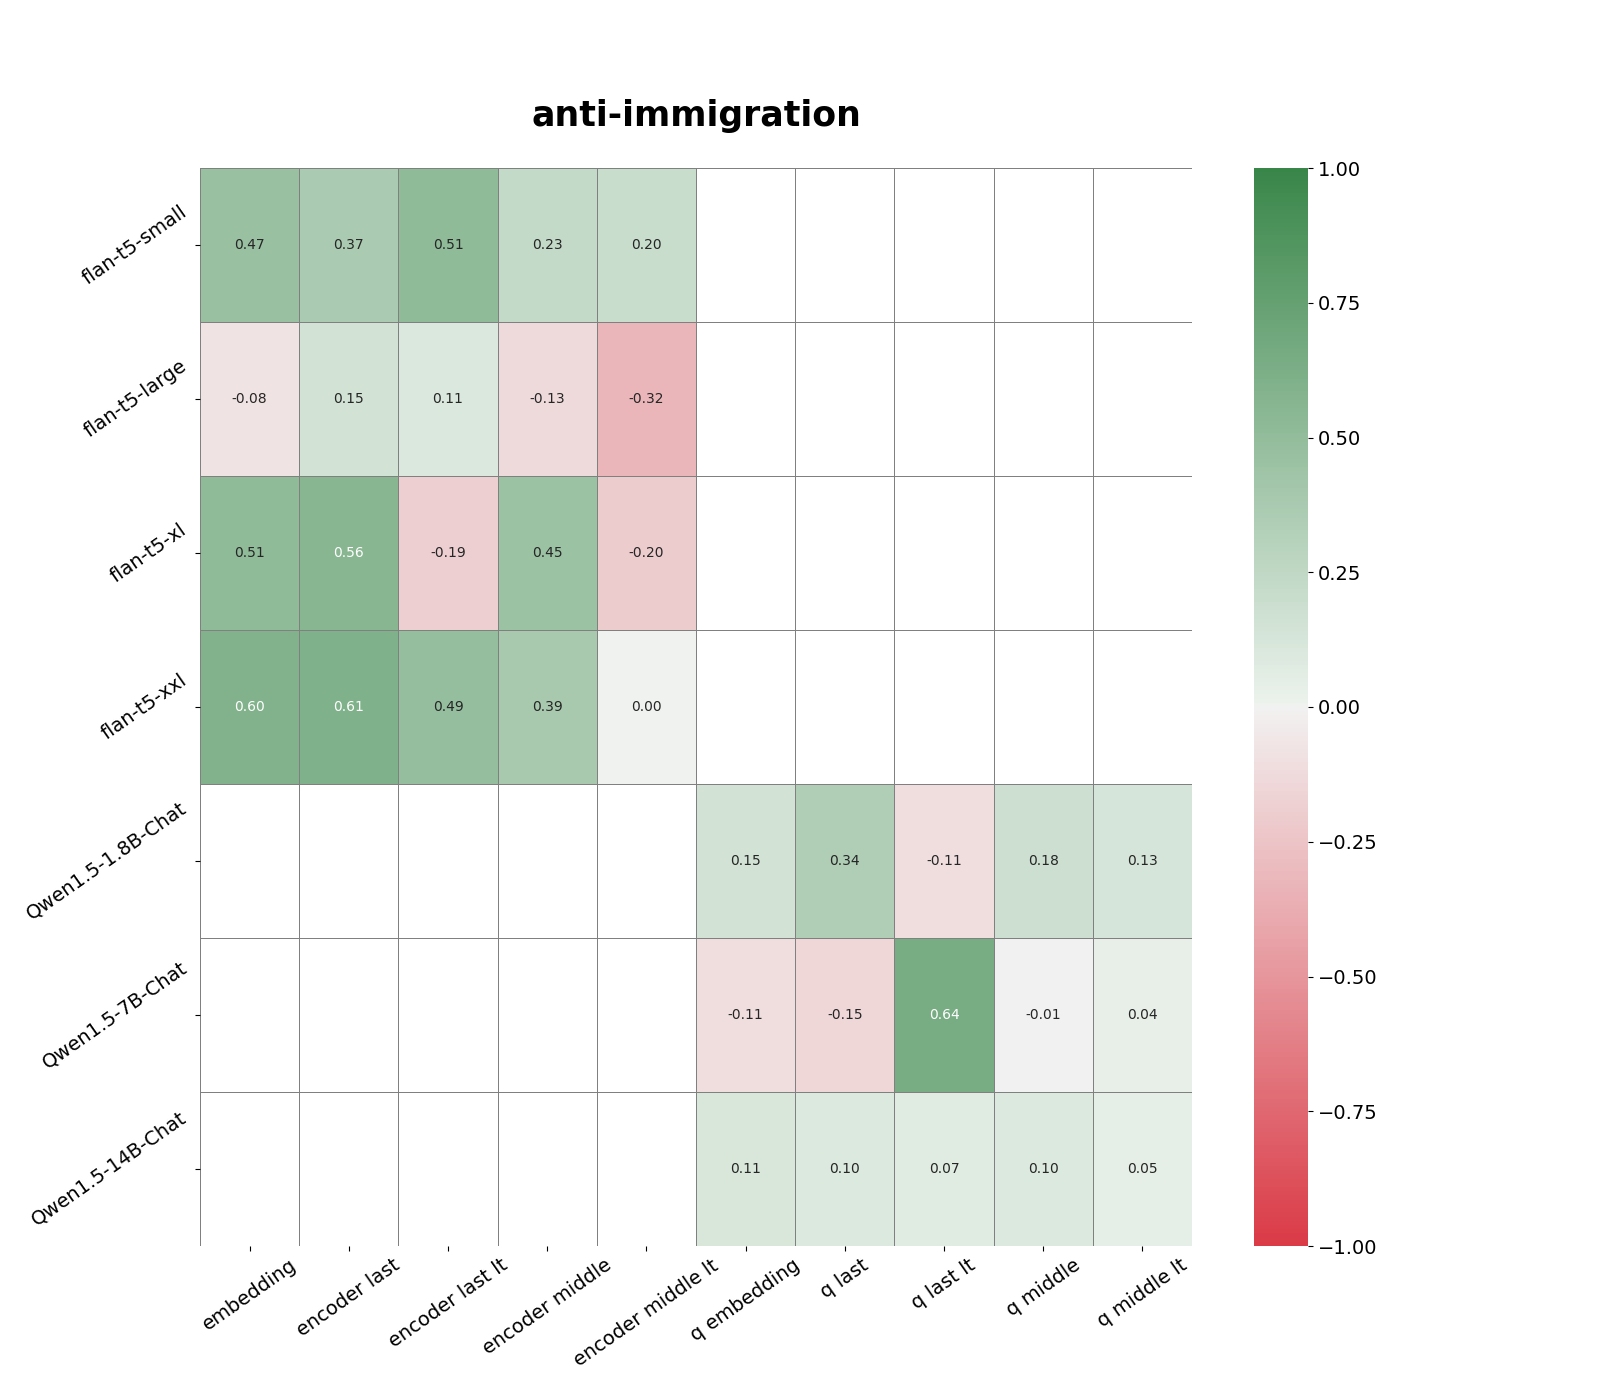 anti-immigration
flan-t5-small 0.47 0.37 0.51 0.23 0.20
flan-t5-large -0.08 0.15 0.11 -0.13 -0.32
flan-t5-xl 0.51 0.56 -0.19 0.45 -0.20
flan-t5-xxl 0.60 0.61 0.49 0.39 0.00
Qwen1.5-1.8B-Chat 0.15 0.34 -0.11 0.18 0.13
Qwen1.5-7B-Chat -0.11 -0.15 0.64 -0.01 0.04
Qwen1.5-14B-Chat 0.11 0.10 0.07 0.10 0.05
embedding
encoder last
encoder last lt
encoder middle
encoder middle lt
q embedding
q last
q last lt
q middle
q middle lt
1.00
0.75
0.50
0.25
0.00
−0.25
−0.50
−0.75
−1.00